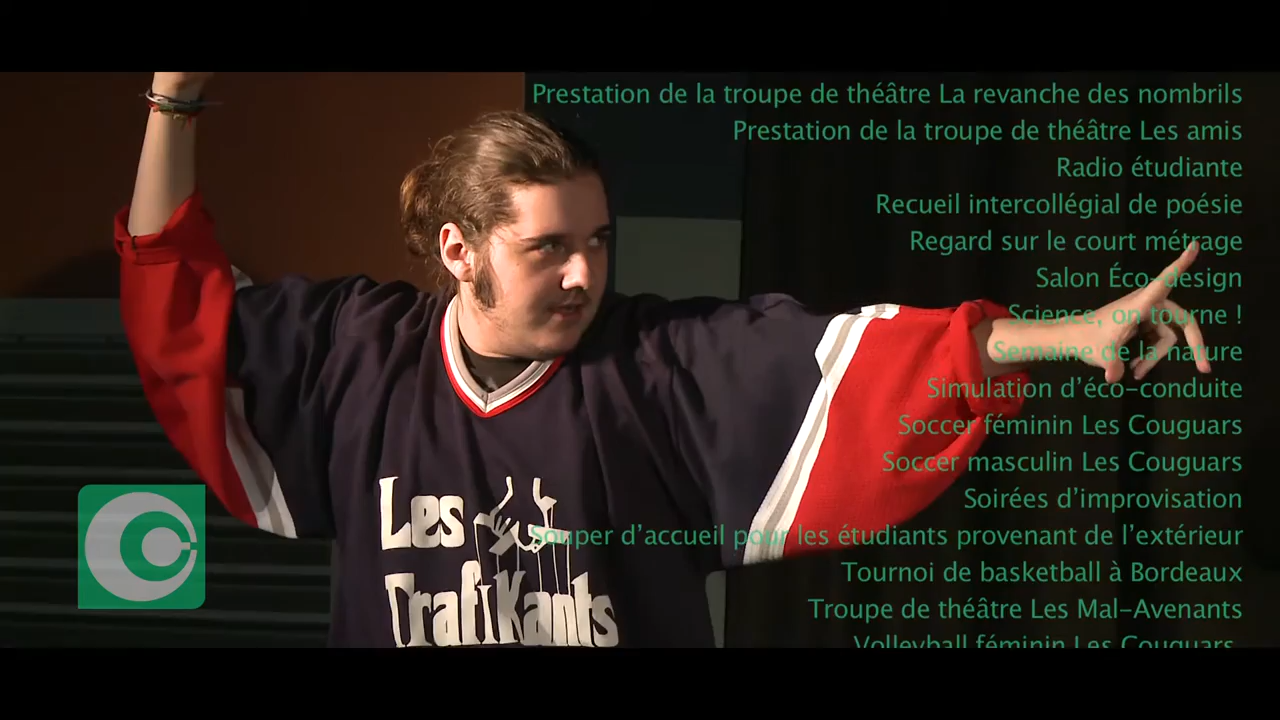 Prestation de la troupe de théâtre La revanche des nombrils
Prestation de la troupe de théâtre Les amis
Radio étudiante
Recueil intercollégial de poésie
Regard sur le court métrage
Salon Éco-design
Science, on tourne !
Semaine de la nature
Simulation d'éco-conduite
Soccer féminin Les Couguars
Soccer masculin Les Couguars
Soirées d'improvisation
Souper d'accueil pour les étudiants provenant de l'extérieur
Tournoi de basketball à Bordeaux
Troupe de théâtre Les Mal-Avenants
Volleyball féminin Les Couguars
Les
Trafikants